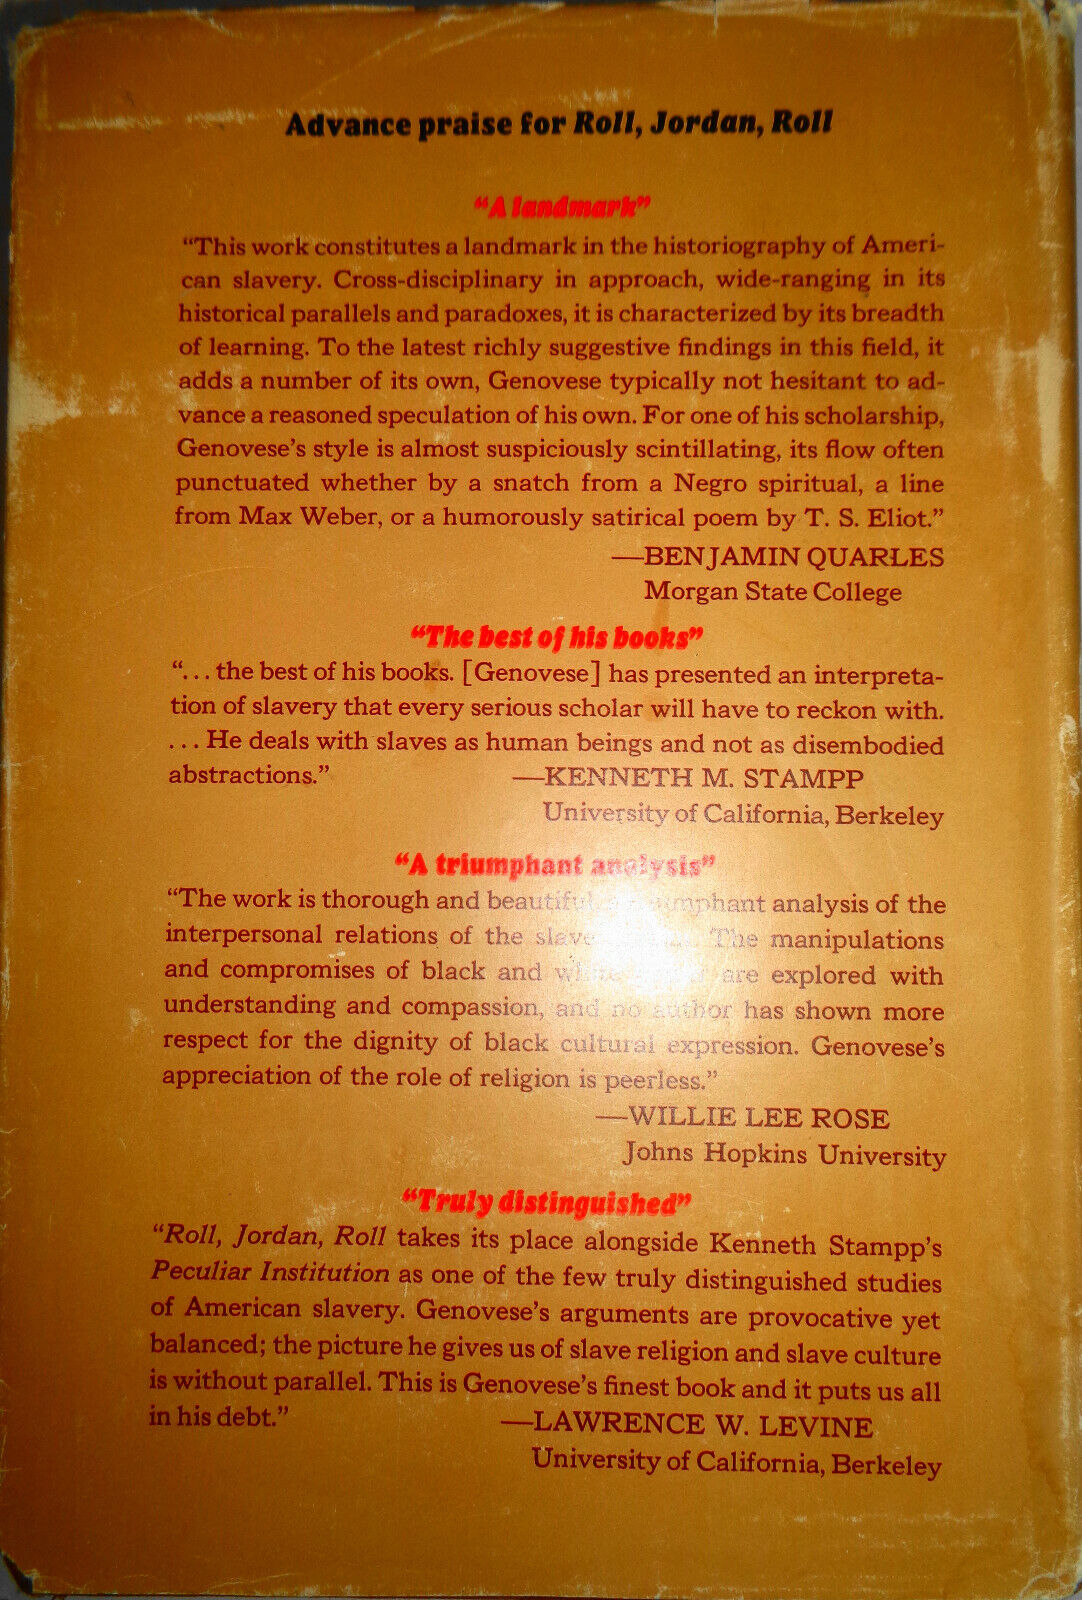 Advance praise for Roll, Jordan, Roll
“A landmark”
“This work constitutes a landmark in the historiography of Ameri-
can slavery. Cross-disciplinary in approach, wide-ranging in its
historical parallels and paradoxes, it is characterized by its breadth
of learning. To the latest richly suggestive findings in this field, it
adds a number of its own, Genovese typically not hesitant to ad-
vance a reasoned speculation of his own. For one of his scholarship,
Genovese’s style is almost suspiciously scintillating, its flow often
punctuated whether by a snatch from a Negro spiritual, a line
from Max Weber, or a humorously satirical poem by T. S. Eliot.”
—BENJAMIN QUARLES
Morgan State College
“The best of his books”
“... the best of his books. [Genovese] has presented an interpreta-
tion of slavery that every serious scholar will have to reckon with.
... He deals with slaves as human beings and not as disembodied
abstractions.” —KENNETH M. STAMPP
University of California, Berkeley
“A triumphant analysis”
“The work is thorough and beautiful, a triumphant analysis of the
interpersonal relations of the slave The manipulations
and compromises of black and are explored with
understanding and compassion, and no author has shown more
respect for the dignity of black cultural expression. Genovese’s
appreciation of the role of religion is peerless.”
—WILLIE LEE ROSE
Johns Hopkins University
“Truly distinguished”
“Roll, Jordan, Roll takes its place alongside Kenneth Stampp’s
Peculiar Institution as one of the few truly distinguished studies
of American slavery. Genovese’s arguments are provocative yet
balanced; the picture he gives us of slave religion and slave culture
is without parallel. This is Genovese’s finest book and it puts us all
in his debt.” —LAWRENCE W. LEVINE
University of California, Berkeley